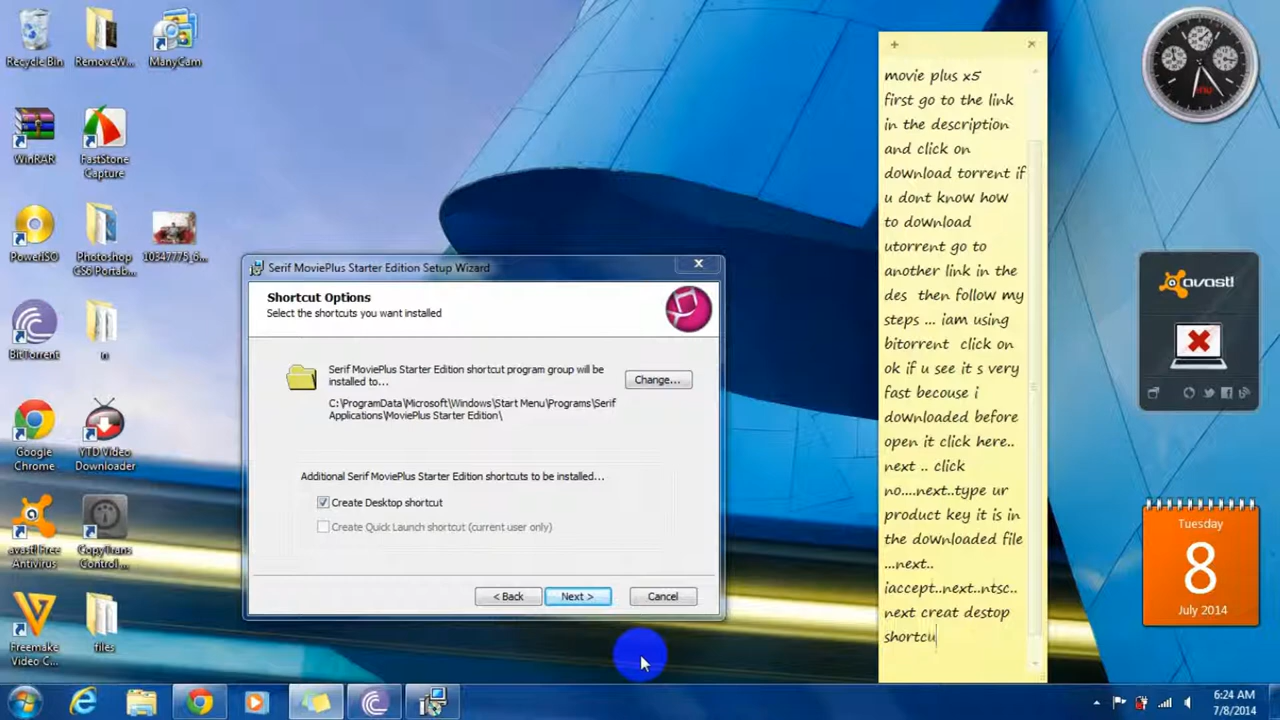 Recycle Bin
RemoveW...
ManyCam
WinRAR
FastStone
Capture
PowerISO
Photoshop
CS6 Portab...
10347775_6...
BitTorrent
n
Google
Chrome
YTD Video
Downloader
avast! Free
Antivirus
CopyTrans
Control ...
Freemake
Video C...
files
Serif MoviePlus Starter Edition Setup Wizard
Shortcut Options
Select the shortcuts you want installed
Serif MoviePlus Starter Edition shortcut program group will be
installed to...
Change...
C:\ProgramData\Microsoft\Windows\Start Menu\Programs\Serif
Applications\MoviePlus Starter Edition\
Additional Serif MoviePlus Starter Edition shortcuts to be installed...
Create Desktop shortcut
Create Quick Launch shortcut (current user only)
< Back
Next >
Cancel
movie plus x5
first go to the link
in the description
and click on
download torrent if
u dont know how
to download
utorrent go to
another link in the
des then follow my
steps ... iam using
bitorrent click on
ok if u see it s very
fast becouse i
downloaded before
open it click here..
next .. click
no....next..type ur
product key it is in
the downloaded file
...next..
iaccept..next..ntsc..
next creat destop
shortcu
avast!
Tuesday
8
July 2014
6:24 AM
7/8/2014